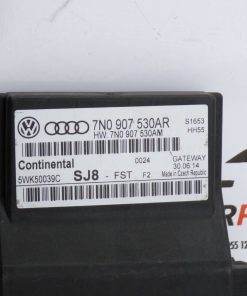 7N0 907 530AR
S1653
HW: 7N0 907 530AM
HH55
Continental
0024
GATEWAY
30.06.14
5WK50039C
SJ8 - FST F2
Made in Czech Republic